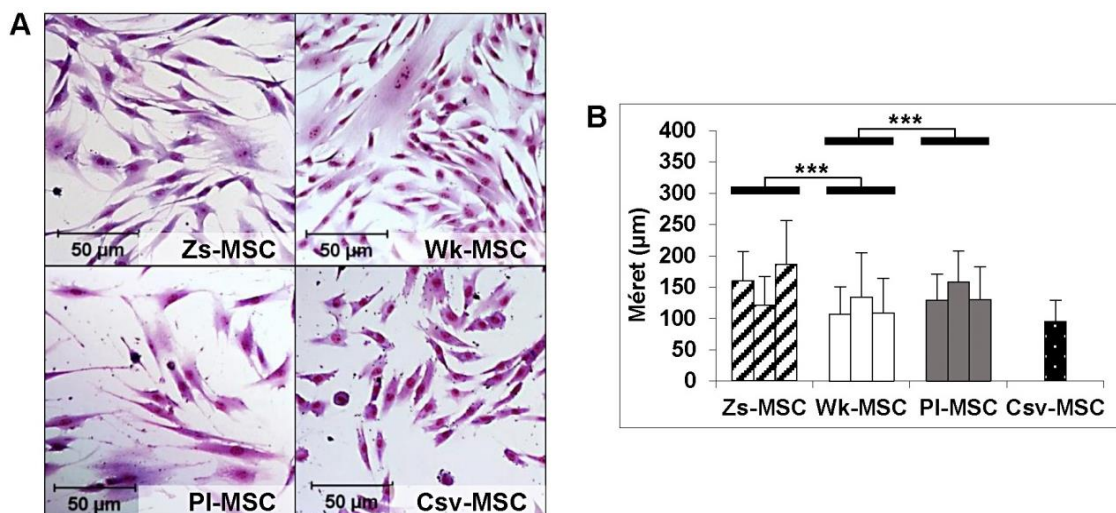 A
50 µm
Zs-MSC
50 µm
Wk-MSC
50 µm
Pl-MSC
50 µm
Csv-MSC
B
Méret (µm)
400
350
300
250
200
150
100
50
0
***
***
Zs-MSC Wk-MSC Pl-MSC Csv-MSC